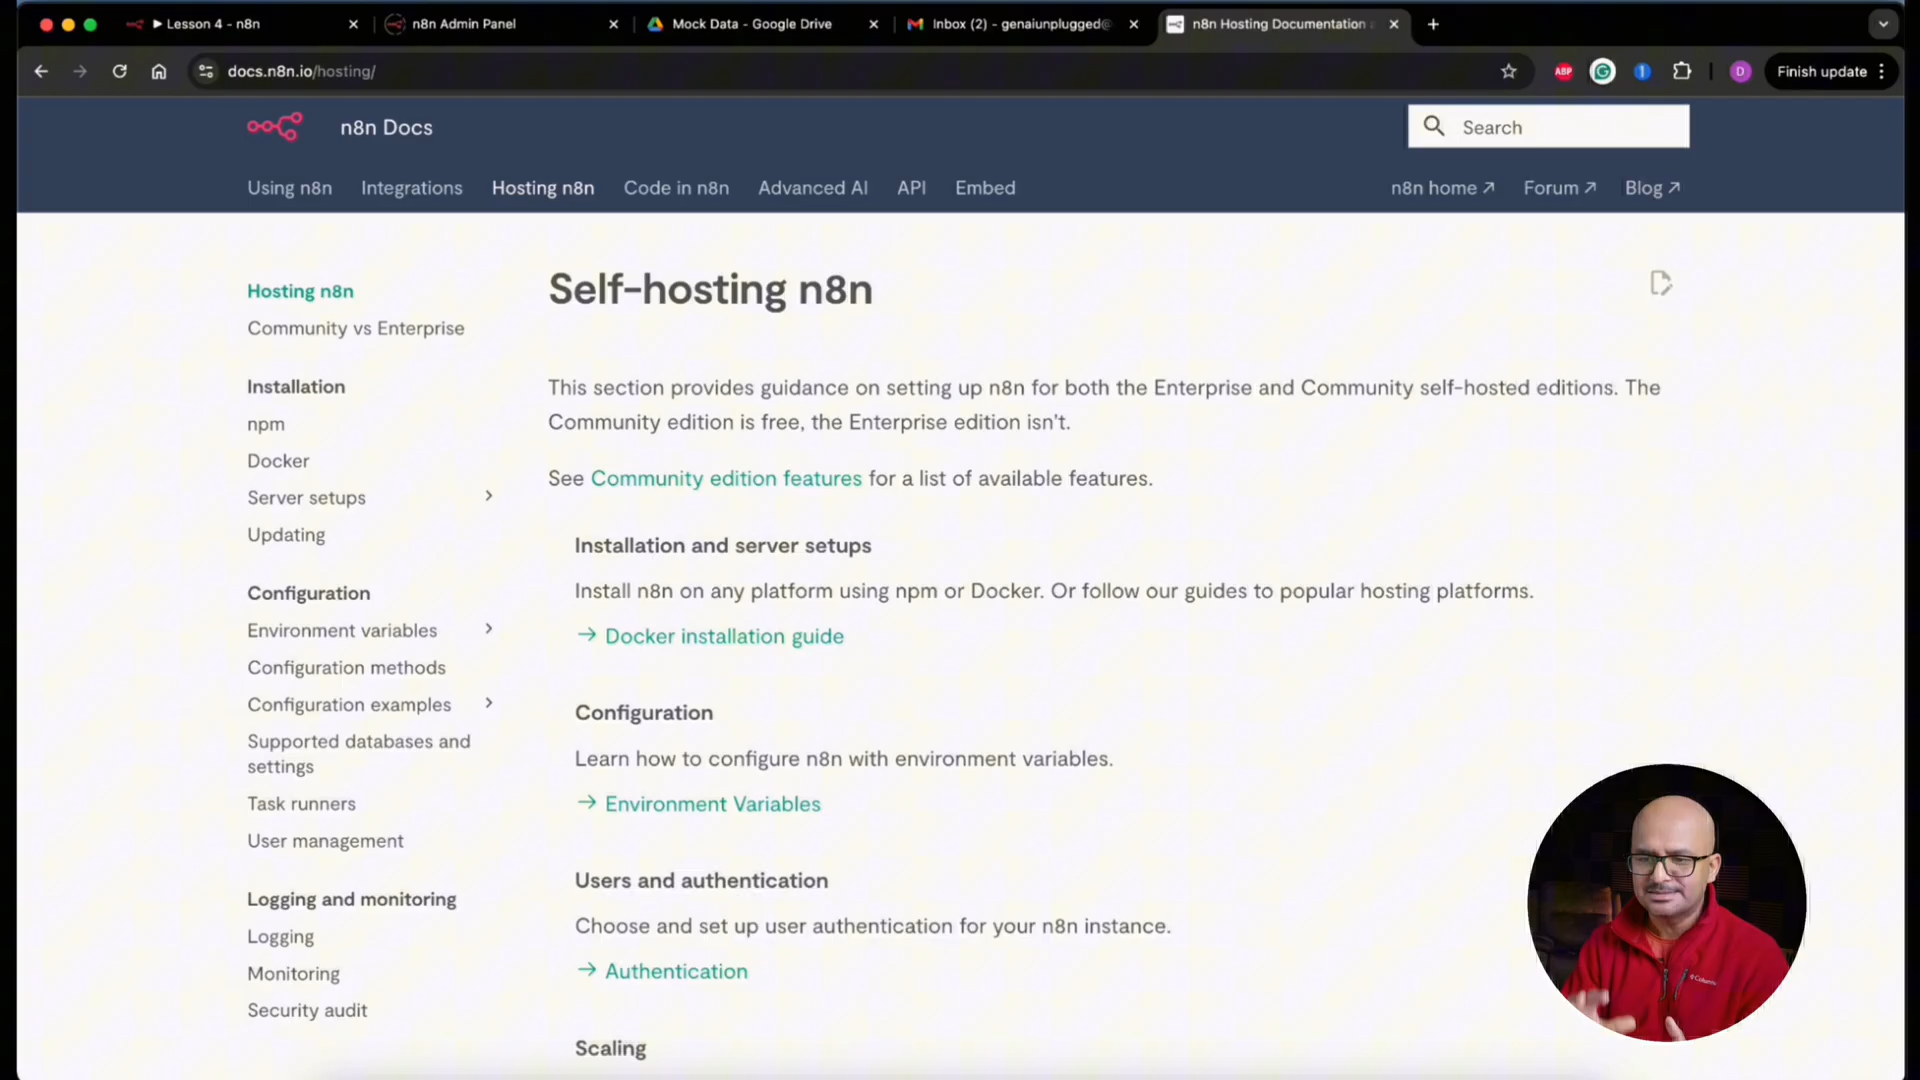 ▶ Lesson 4 - n8n
n8n Admin Panel
Mock Data - Google Drive
Inbox (2) - genaiunplugged@
n8n Hosting Documentation
docs.n8n.io/hosting/
ABP
D
Finish update
n8n Docs
Search
Using n8n
Integrations
Hosting n8n
Code in n8n
Advanced AI
API
Embed
n8n home ↗
Forum ↗
Blog ↗
Hosting n8n
Community vs Enterprise
Installation
npm
Docker
Server setups
Updating
Configuration
Environment variables
Configuration methods
Configuration examples
Supported databases and
settings
Task runners
User management
Logging and monitoring
Logging
Monitoring
Security audit
Self-hosting n8n
This section provides guidance on setting up n8n for both the Enterprise and Community self-hosted editions. The
Community edition is free, the Enterprise edition isn't.
See Community edition features for a list of available features.
Installation and server setups
Install n8n on any platform using npm or Docker. Or follow our guides to popular hosting platforms.
→ Docker installation guide
Configuration
Learn how to configure n8n with environment variables.
→ Environment Variables
Users and authentication
Choose and set up user authentication for your n8n instance.
→ Authentication
Scaling
Columbia